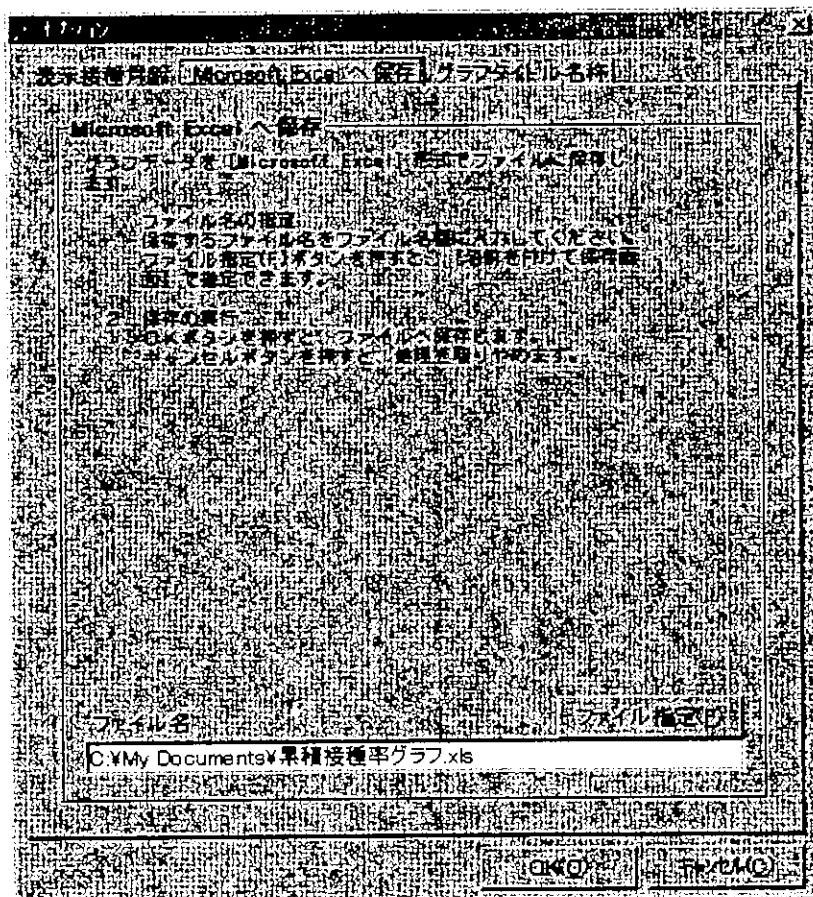 オプション
表示接種月齢 Microsoft Excel へ保存 グラフタイトル名称
Microsoft Excel へ保存
グラフデータを [Microsoft Excel] 形式でファイルに保存し
ます。
ファイル名の指定
保存するファイル名をファイル名欄に入力してください。
ファイル指定(F)ボタンを押すと、[名前を付けて保存画
面]で指定できます。
2. 保存の実行
OKボタンを押すと、ファイルへ保存します。
キャンセルボタンを押すと、処理を取りやめます。
ファイル名 ファイル指定(F)
C:¥My Documents¥累積接種率グラフ.xls
OK(O) キャンセル(C)